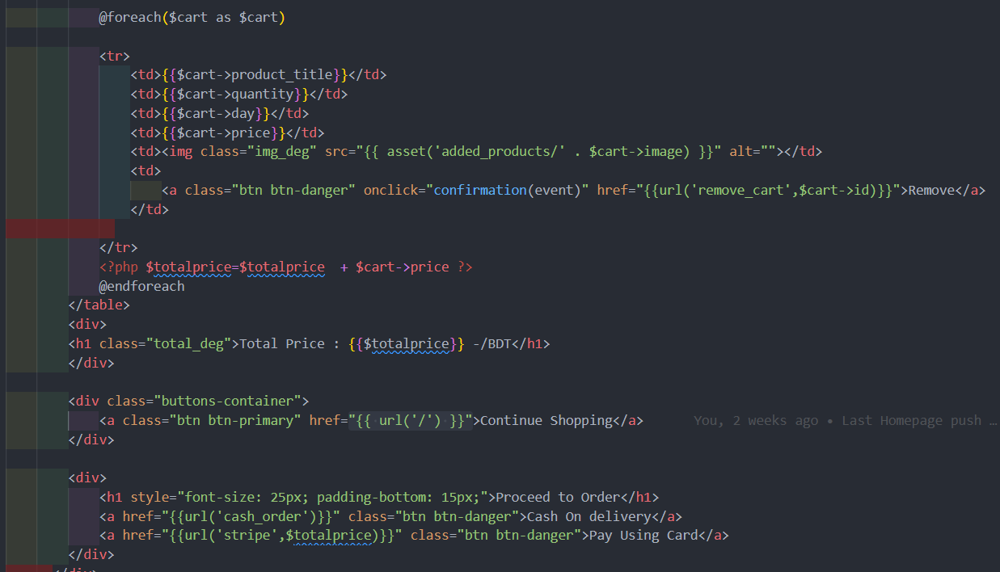 @foreach($cart as $cart)
<tr>
<td>{{$cart->product_title}}</td>
<td>{{$cart->quantity}}</td>
<td>{{$cart->day}}</td>
<td>{{$cart->price}}</td>
<td><img class="img_deg" src="{{ asset('added_products/' . $cart->image) }}" alt=""></td>
<td>
<a class="btn btn-danger" onclick="confirmation(event)" href="{{url('remove_cart',$cart->id)}}">Remove</a>
</td>
</tr>
<?php $totalprice=$totalprice  + $cart->price ?>
@endforeach
</table>
<div>
<h1 class="total_deg">Total Price : {{$totalprice}} -/BDT</h1>
</div>
<div class="buttons-container">
<a class="btn btn-primary" href="{{ url('/') }}">Continue Shopping</a> You, 2 weeks ago • Last Homepage push …
</div>
<div>
<h1 style="font-size: 25px; padding-bottom: 15px;">Proceed to Order</h1>
<a href="{{url('cash_order')}}" class="btn btn-danger">Cash On delivery</a>
<a href="{{url('stripe',$totalprice)}}" class="btn btn-danger">Pay Using Card</a>
</div>
</div>